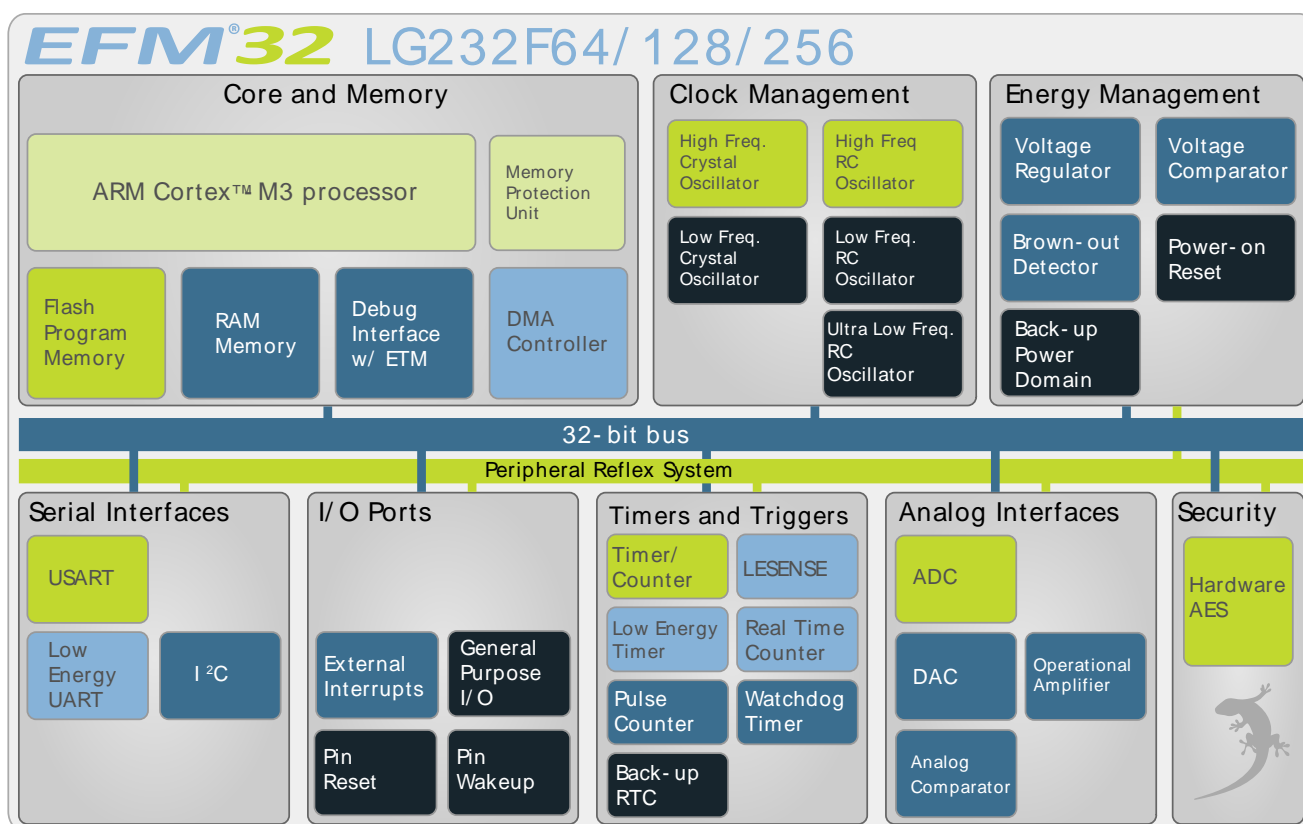 EFM®32 LG232F64/128/256
Core and Memory
ARM Cortex™ M3 processor
Memory
Protection
Unit
Flash
Program
Memory
RAM
Memory
Debug
Interface
w/ ETM
DMA
Controller
Clock Management
High Freq.
Crystal
Oscillator
High Freq
RC
Oscillator
Low Freq.
Crystal
Oscillator
Low Freq.
RC
Oscillator
Ultra Low Freq.
RC
Oscillator
Energy Management
Voltage
Regulator
Voltage
Comparator
Brown-out
Detector
Power-on
Reset
Back-up
Power
Domain
32-bit bus
Peripheral Reflex System
Serial Interfaces
USART
Low
Energy
UART
I²C
I/O Ports
External
Interrupts
General
Purpose
I/O
Pin
Reset
Pin
Wakeup
Timers and Triggers
Timer/
Counter
LESENSE
Low Energy
Timer
Real Time
Counter
Pulse
Counter
Watchdog
Timer
Back-up
RTC
Analog Interfaces
ADC
DAC
Operational
Amplifier
Analog
Comparator
Security
Hardware
AES